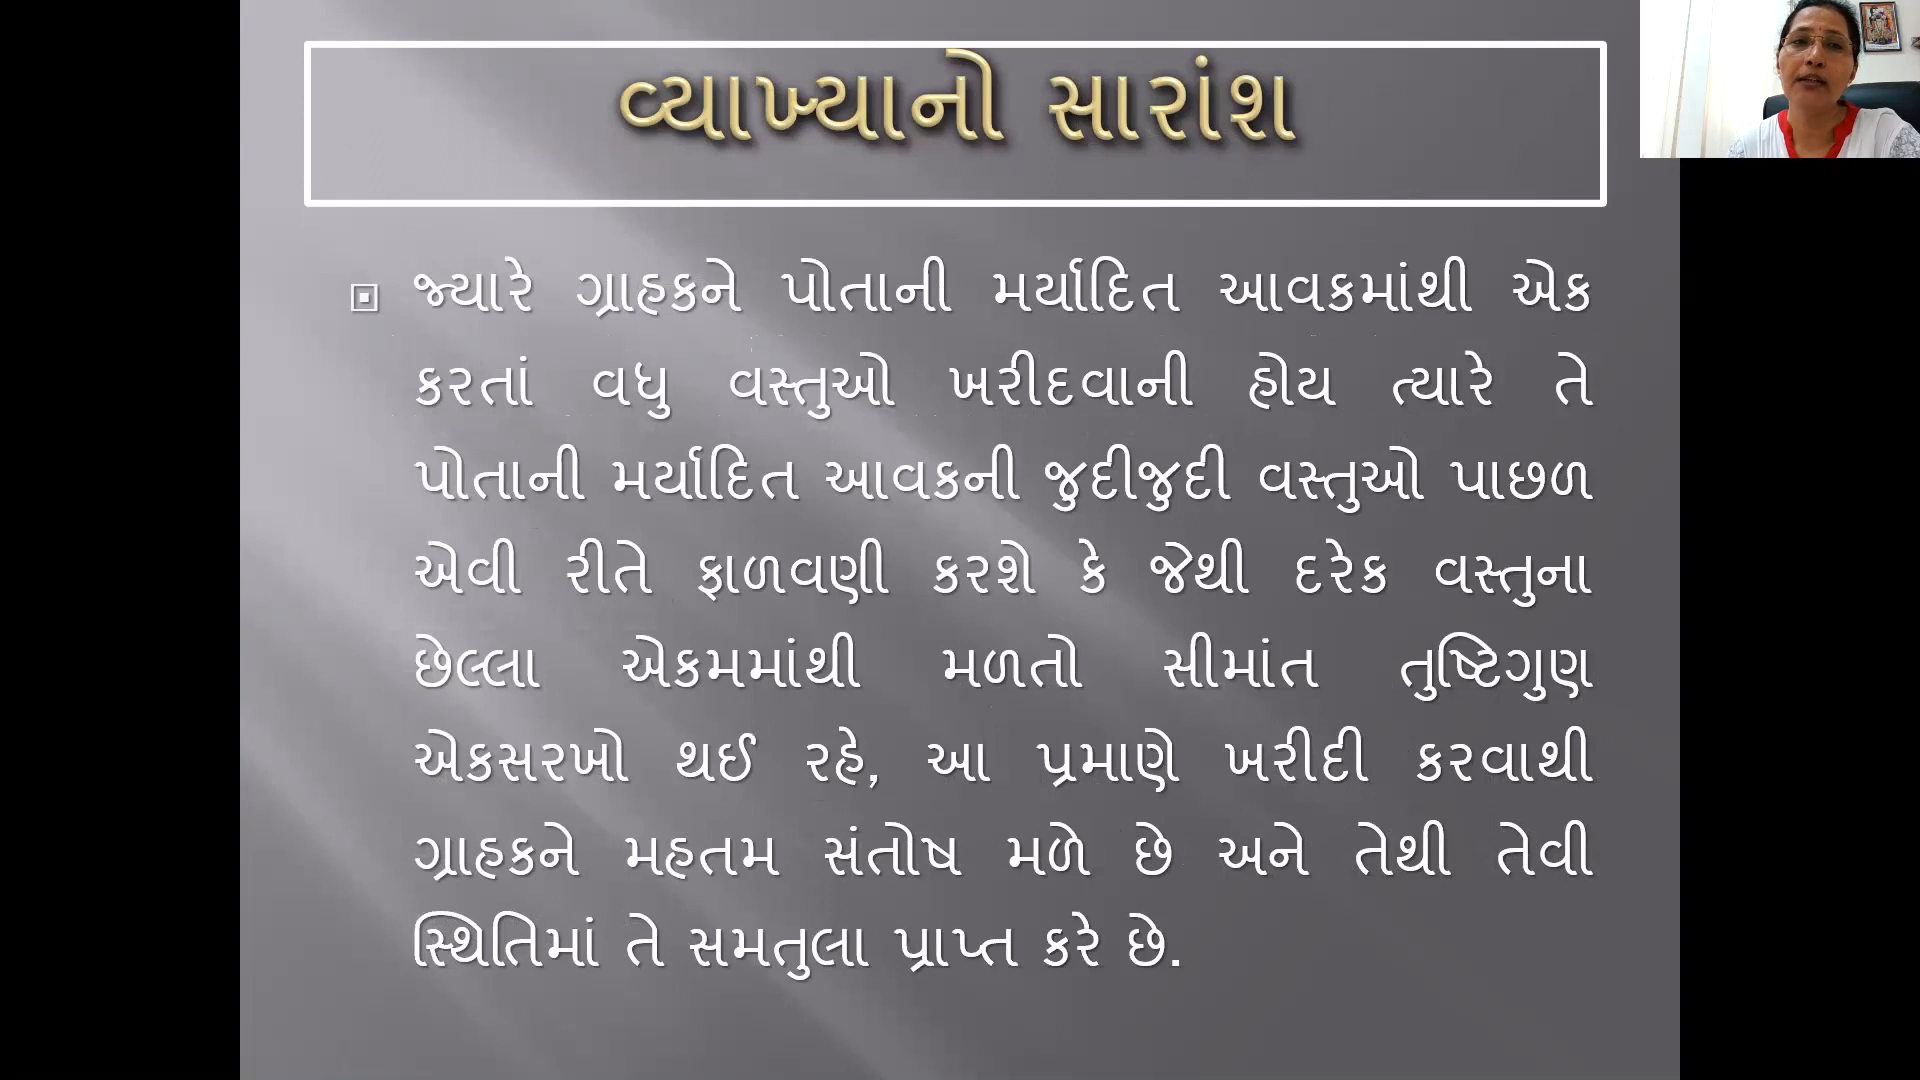 વ્યાખ્યાનો સારાંશ
જ્યારે ગ્રાહકને પોતાની મર્યાદિત આવકમાંથી એક
કરતાં વધુ વસ્તુઓ ખરીદવાની હોય ત્યારે તે
પોતાની મર્યાદિત આવકની જુદીજુદી વસ્તુઓ પાછળ
એવી રીતે ફાળવણી કરશે કે જેથી દરેક વસ્તુના
છેલ્લા એકમમાંથી મળતો સીમાંત તુષ્ટિગુણ
એકસરખો થઈ રહે, આ પ્રમાણે ખરીદી કરવાથી
ગ્રાહકને મહતમ સંતોષ મળે છે અને તેથી તેવી
સ્થિતિમાં તે સમતુલા પ્રાપ્ત કરે છે.